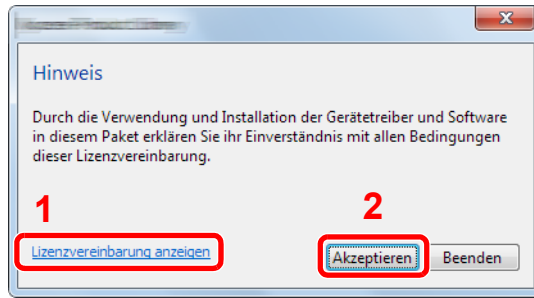 Hinweis
Durch die Verwendung und Installation der Gerätetreiber und Software
in diesem Paket erklären Sie ihr Einverständnis mit allen Bedingungen
dieser Lizenzvereinbarung.
1
2
Lizenzvereinbarung anzeigen
Akzeptieren Beenden